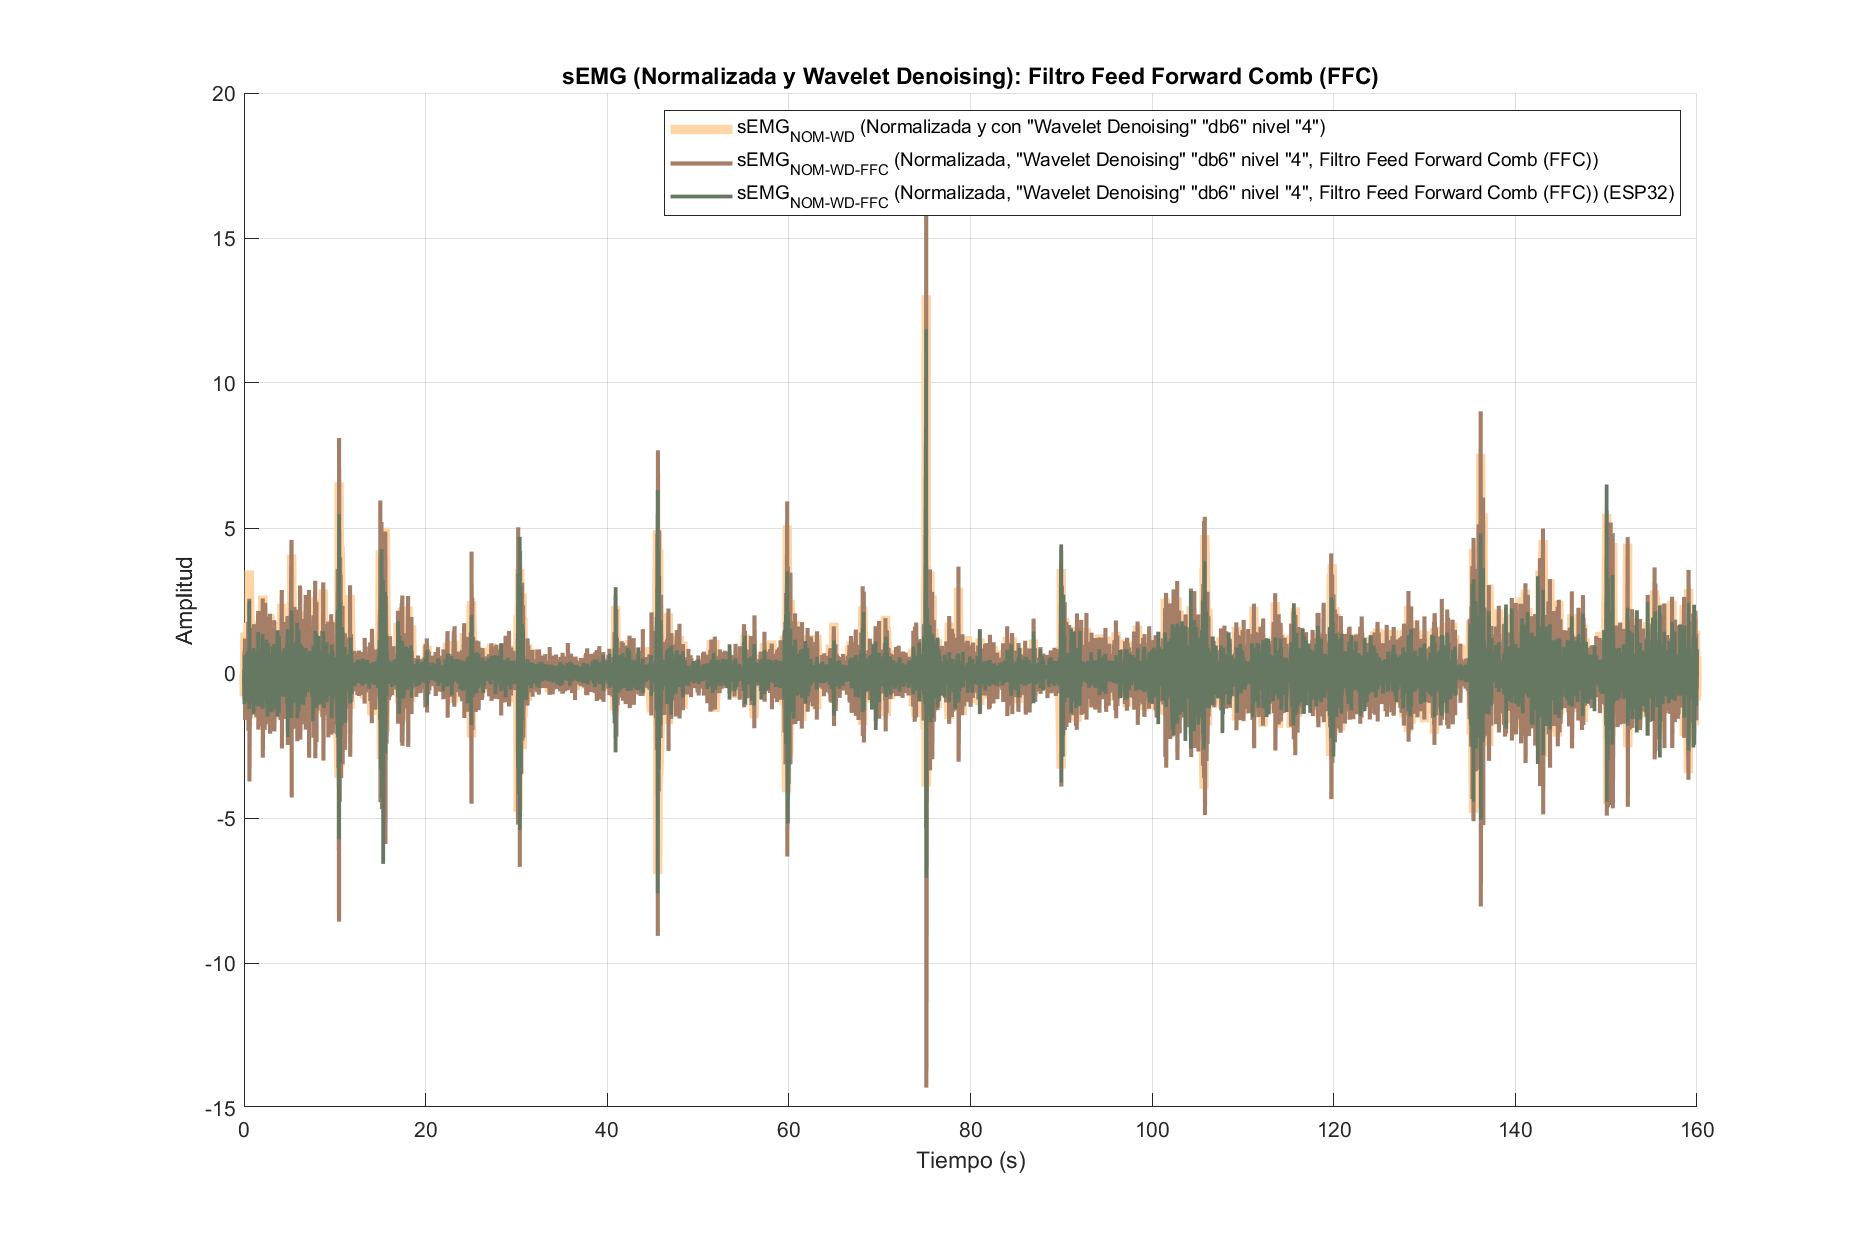 sEMG (Normalizada y Wavelet Denoising): Filtro Feed Forward Comb (FFC)
sEMG_NOM-WD (Normalizada y con "Wavelet Denoising" "db6" nivel "4")
sEMG_NOM-WD-FFC (Normalizada, "Wavelet Denoising" "db6" nivel "4", Filtro Feed Forward Comb (FFC))
sEMG_NOM-WD-FFC (Normalizada, "Wavelet Denoising" "db6" nivel "4", Filtro Feed Forward Comb (FFC)) (ESP32)
Amplitud
20
15
10
5
0
-5
-10
-15
0 20 40 60 80 100 120 140 160
Tiempo (s)